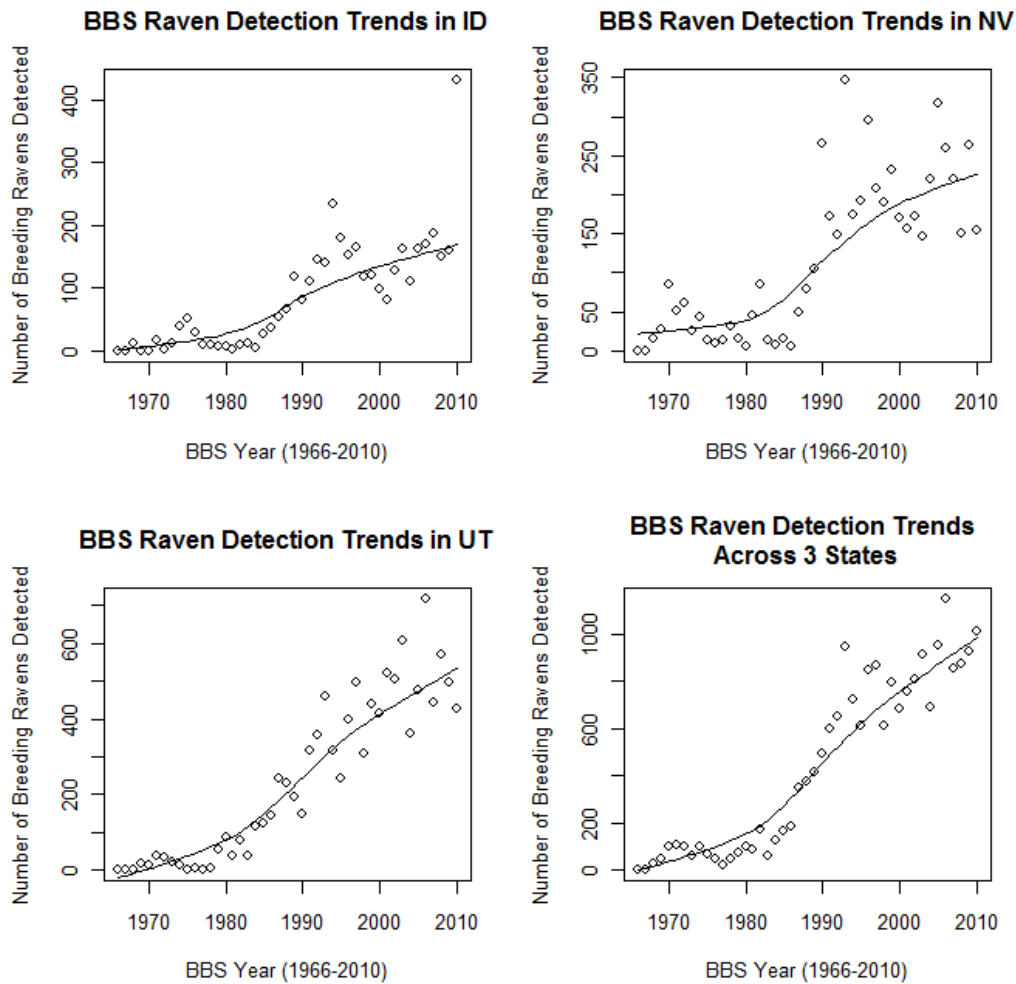 BBS Raven Detection Trends in ID
Number of Breeding Ravens Detected
400
300
200
100
0
1970 1980 1990 2000 2010
BBS Year (1966-2010)
BBS Raven Detection Trends in NV
Number of Breeding Ravens Detected
350
250
150
50
0
1970 1980 1990 2000 2010
BBS Year (1966-2010)
BBS Raven Detection Trends in UT
Number of Breeding Ravens Detected
600
400
200
0
1970 1980 1990 2000 2010
BBS Year (1966-2010)
BBS Raven Detection Trends
Across 3 States
Number of Breeding Ravens Detected
1000
600
200
0
1970 1980 1990 2000 2010
BBS Year (1966-2010)